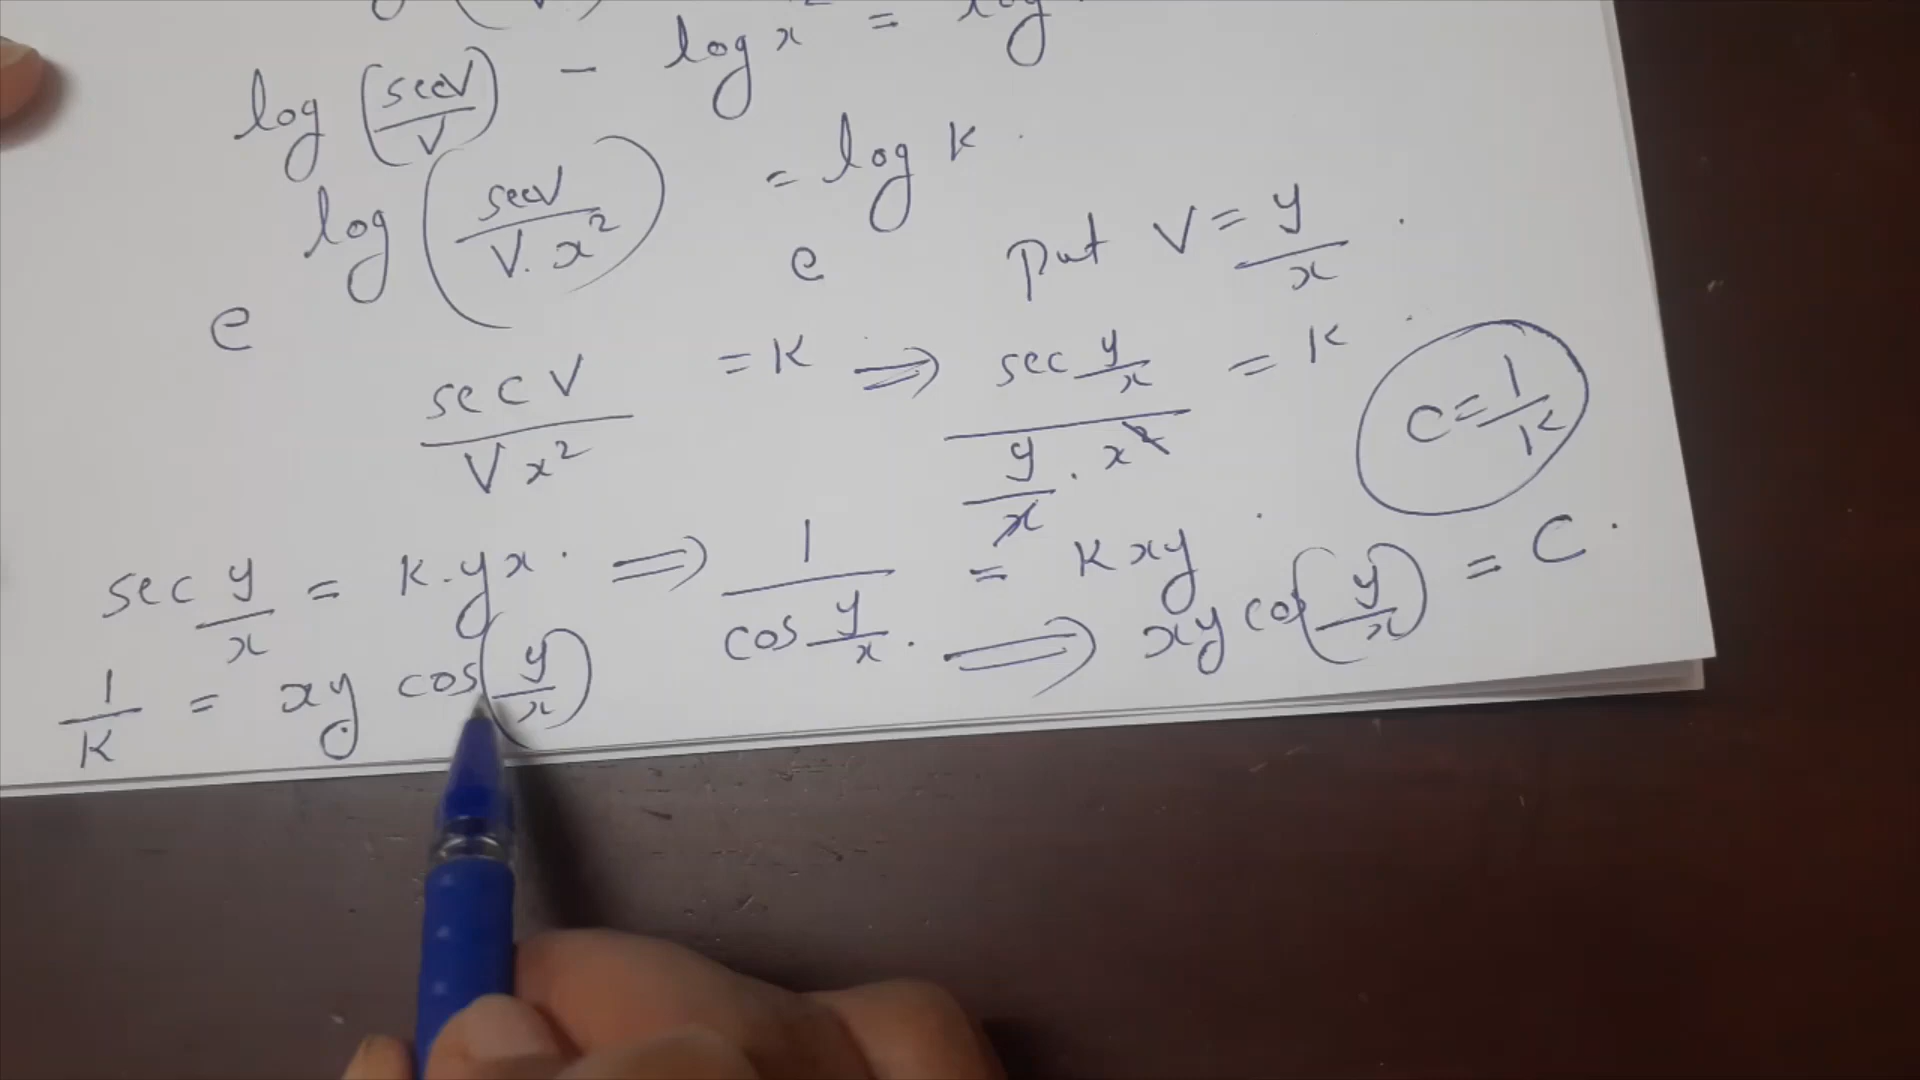 log (secV/V) - log x² = log
e^log (secV/V.x²) = e^log K
put V = y/x
secV/Vx² = K ⟹ sec y/x / (y/x . x²) = K
C = 1/K
sec y/x = K.yx. ⟹ 1/cos y/x. = Kxy
1/K = xy cos(y/x) ⟹ xy cos(y/x) = C.